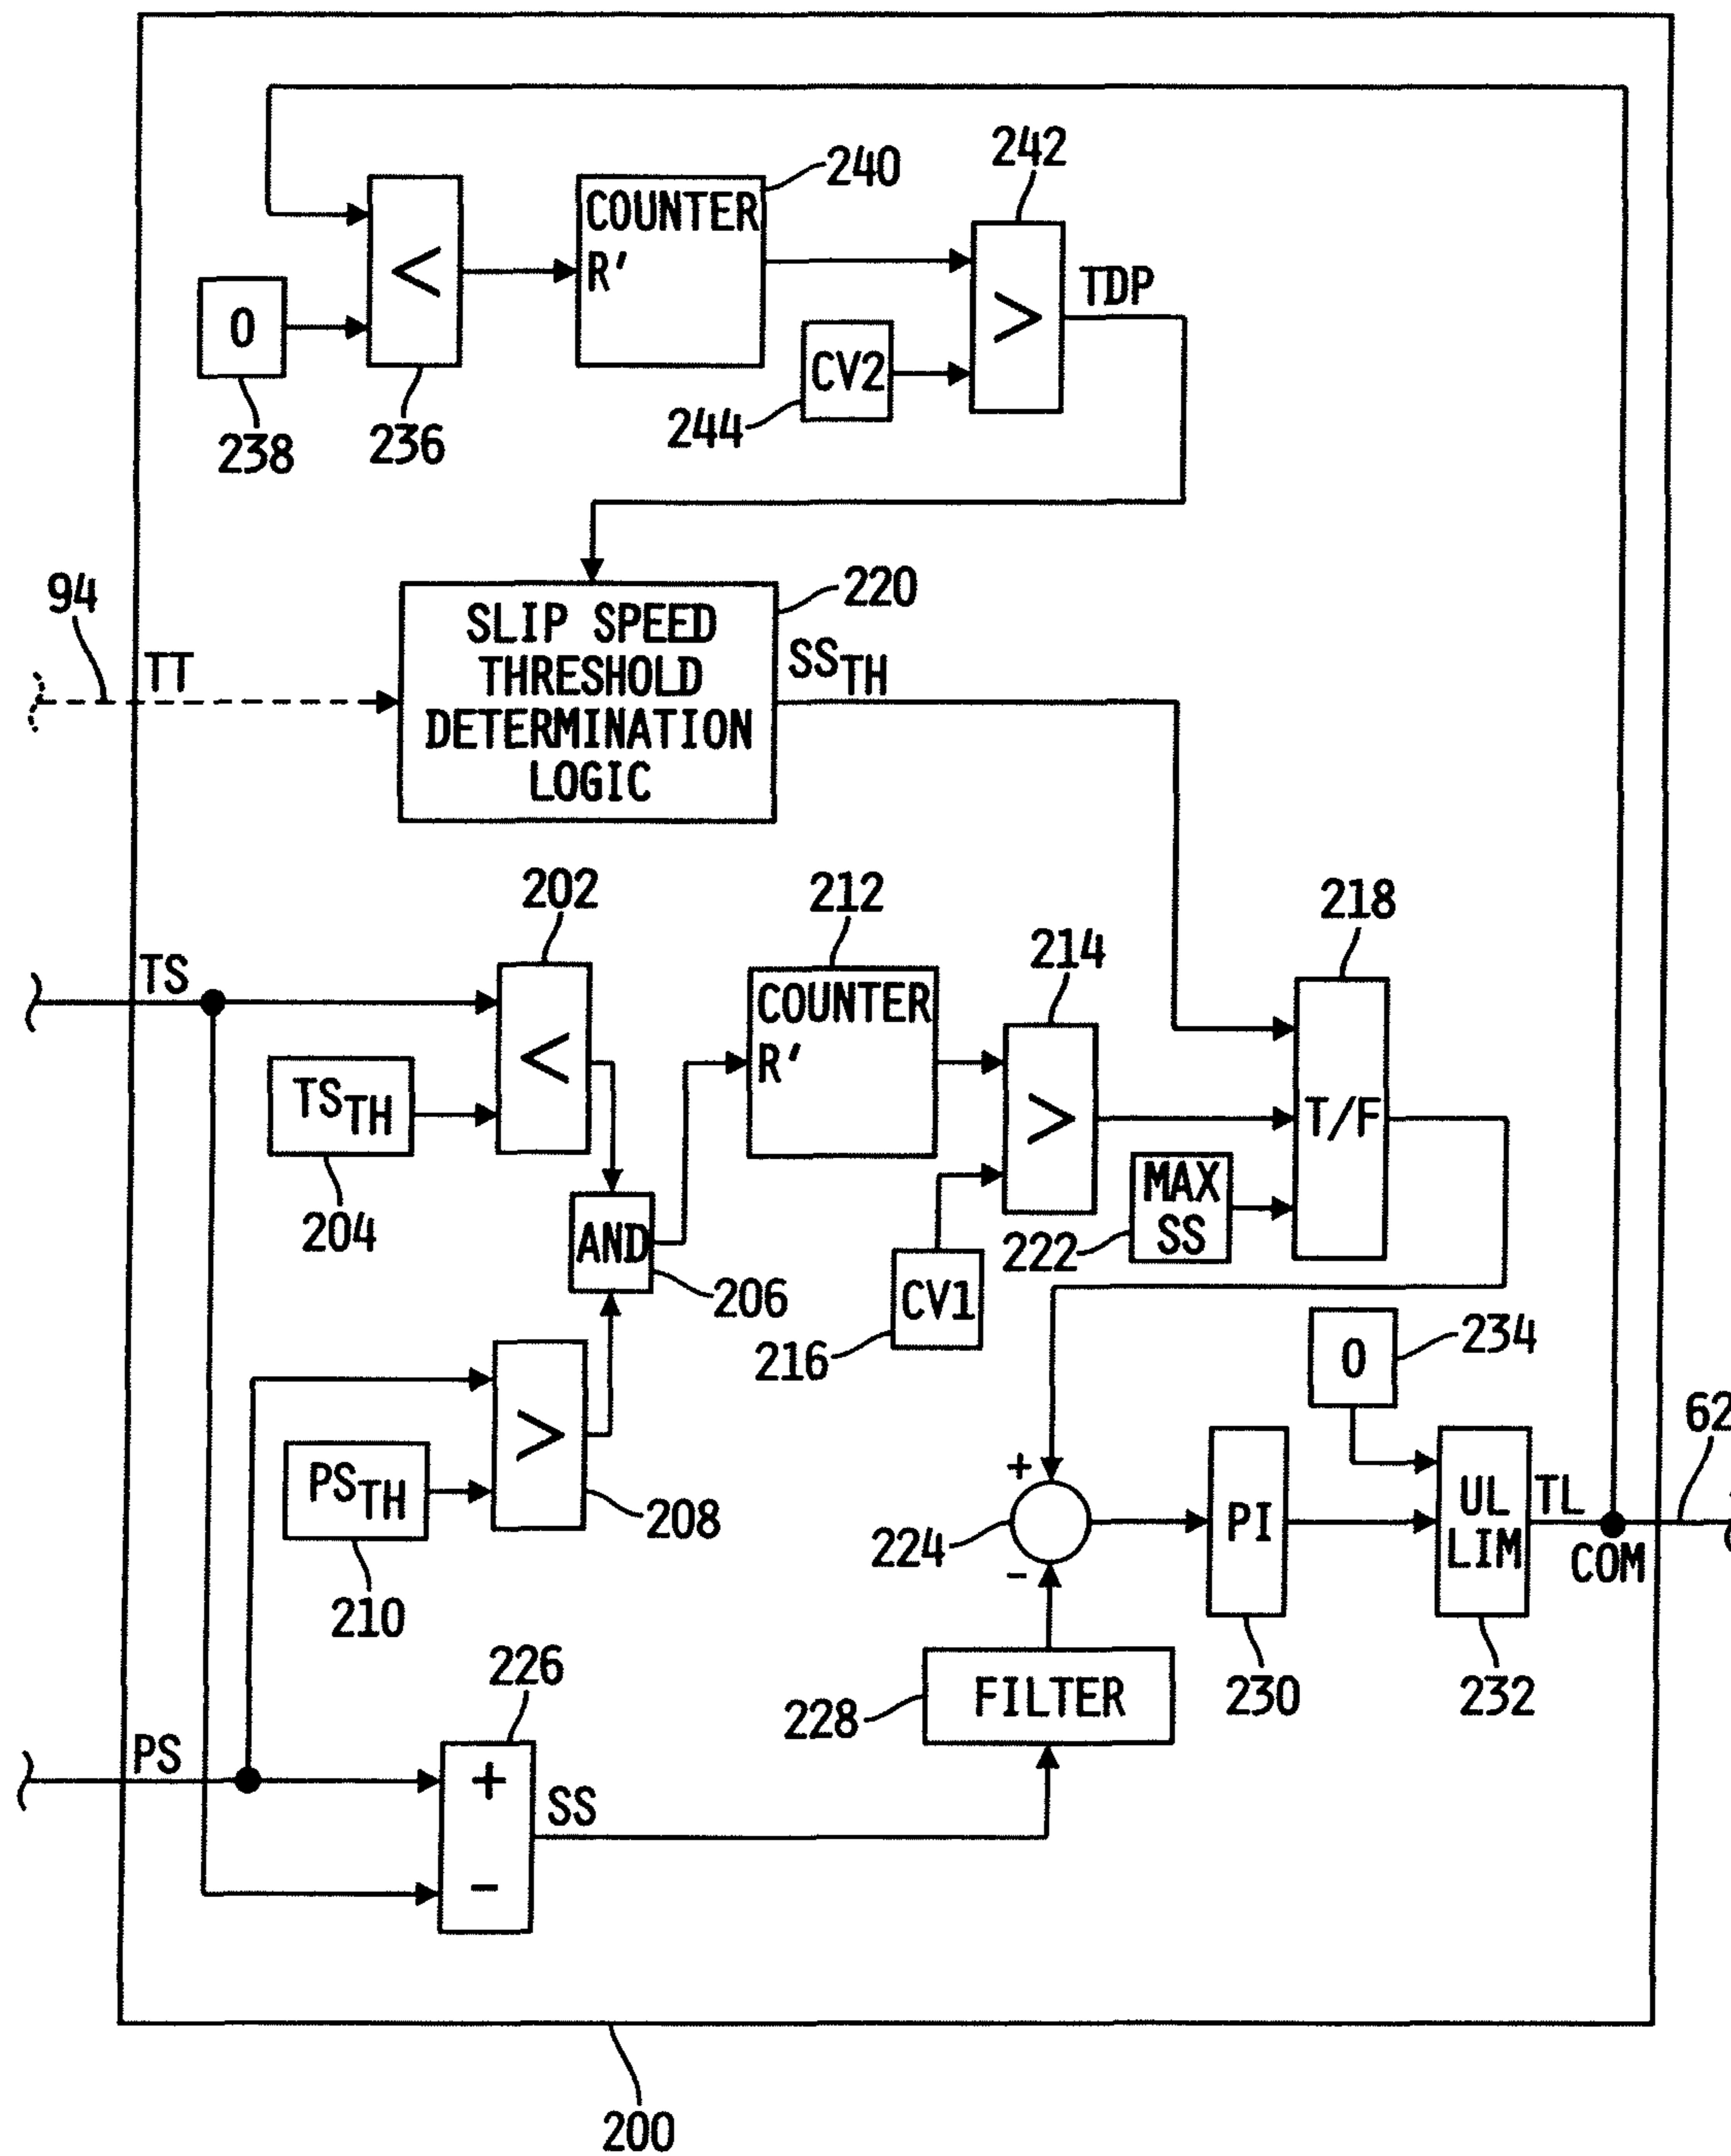 242
240
COUNTER
R'
<
>
TDP
0
CV2
238
236
244
94
TT
220
SLIP SPEED
THRESHOLD
DETERMINATION
LOGIC
SSTH
202
212
214
218
TS
<
COUNTER
R'
>
T/F
TSTH
204
AND
206
MAX
SS
222
CV1
216
0
234
62
>
PSTH
208
210
+
224
-
PI
UL
LIM
TL
COM
226
228
FILTER
230
232
PS
+
SS
-
200